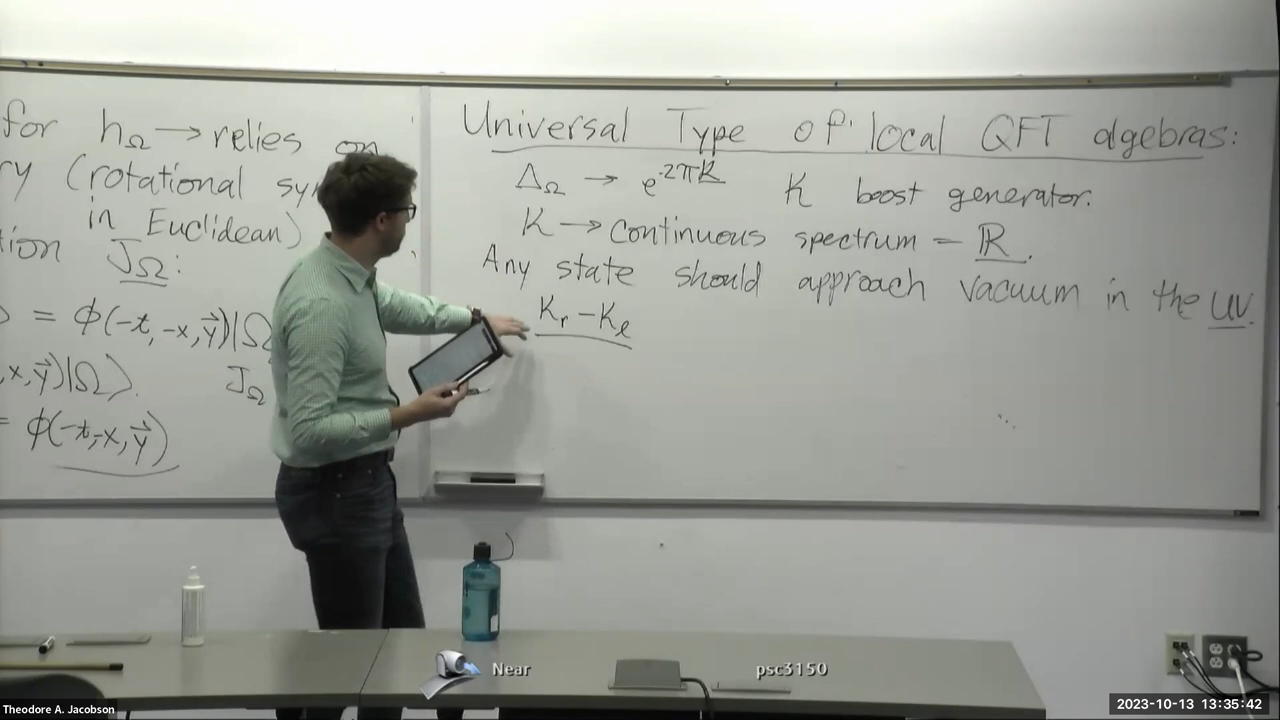 for hΩ → relies on
ry (rotational sy
in Euclidean)
tion JΩ:
⟩ = ϕ(-t, -x, y⃗)|Ω
x, y⃗)|Ω⟩. JΩ
= ϕ(-t, -x, y⃗)
Universal Type of local QFT algebras:
ΔΩ → e^-2πK K boost generator.
K → continuous spectrum = ℝ.
Any state should approach vacuum in the UV.
Kr - Kℓ
Near psc3150
Theodore A. Jacobson
2023-10-13 13:35:42